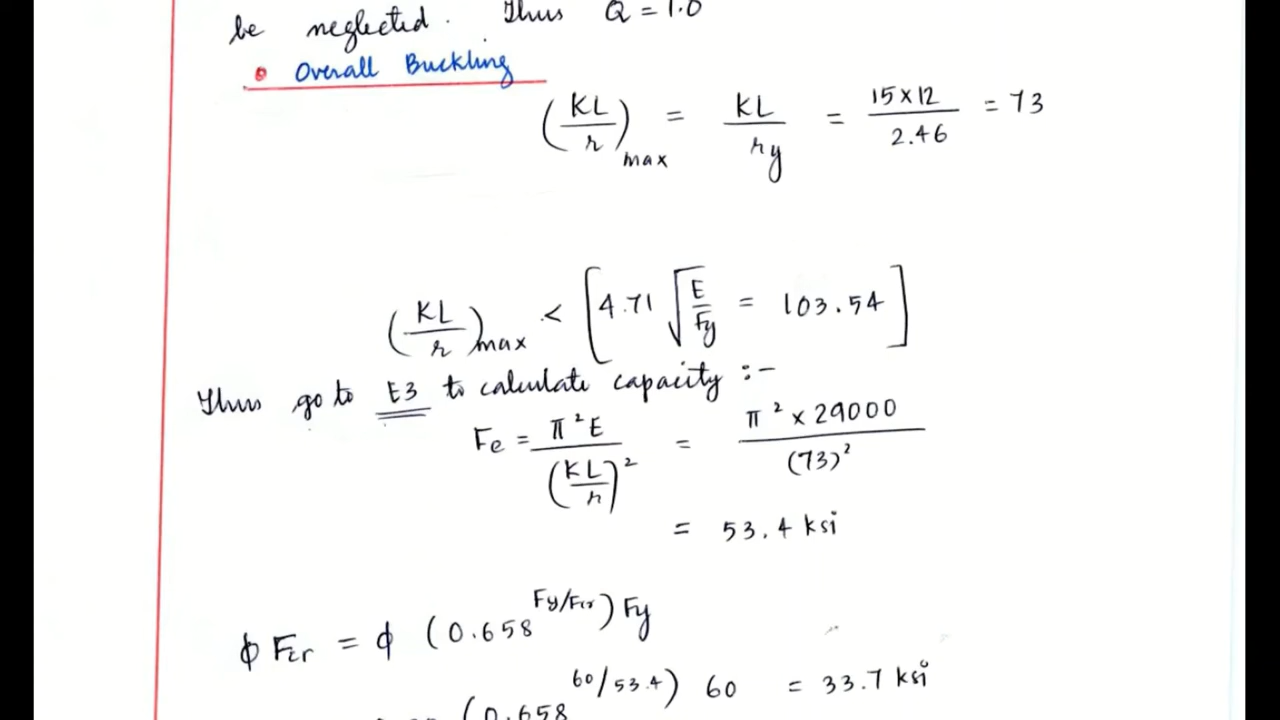 be neglected. Thus Q = 1.0
• Overall Buckling
(KL/r)max = KL/ry = 15×12/2.46 = 73
(KL/r)max < [4.71 √(E/Fy) = 103.54]
Thus go to E3 to calculate capacity :-
Fe = π²E/(KL/r)² = π² × 29000/(73)²
= 53.4 ksi
ϕ Fcr = ϕ (0.658^(Fy/Fcr)) Fy
(0.658^(60/53.4)) 60 = 33.7 ksi